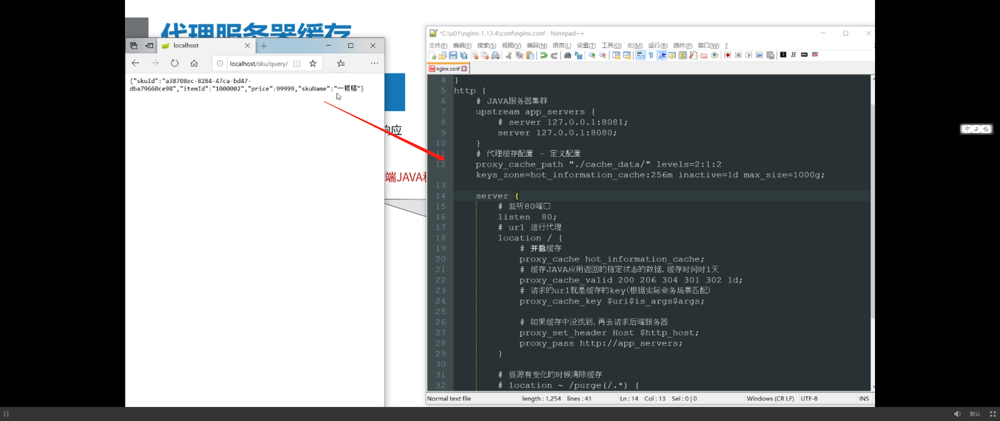 代理服务器缓存
localhost
localhost/sku/query/
{"skuId":"a38708ec-8284-47ca-bd47-
dba79660ce98","itemId":"1000002","price":99999,"skuName":"一幅幅"}
响应
端JAVA
*C:\u01\nginx-1.13.4\conf\nginx.conf - Notepad++
文件(F) 编辑(E) 搜索(S) 视图(V) 编码(N) 语言(L) 设置(T) 工具(O) 宏(M) 运行(R) 插件(P) 窗口(W) ?
nginx.conf
4 }
5 http {
6 # JAVA服务器集群
7 upstream app_servers {
8 # server 127.0.0.1:8081;
9 server 127.0.0.1:8080;
10 }
11 # 代理缓存配置 - 定义配置
12 proxy_cache_path "./cache_data/" levels=2:1:2
keys_zone=hot_information_cache:256m inactive=1d max_size=1000g;
13
14 server {
15 # 监听80端口
16 listen 80;
17 # url 进行代理
18 location / {
19 # 开启缓存
20 proxy_cache hot_information_cache;
21 # 缓存JAVA应用返回的指定状态的数据,缓存时间时1天
22 proxy_cache_valid 200 206 304 301 302 1d;
23 # 请求的url就是缓存的key(根据实际业务场景匹配)
24 proxy_cache_key $uri$is_args$args;
25
26 # 如果缓存中没找到,再去请求后端服务器
27 proxy_set_header Host $http_host;
28 proxy_pass http://app_servers;
29 }
30
31 # 资源有变化的时候清除缓存
32 # location ~ /purge(/.*) {
Normal text file length : 1,254 lines : 41 Ln : 14 Col : 13 Sel : 0 | 0 Windows (CR LF) UTF-8 INS
中
默认